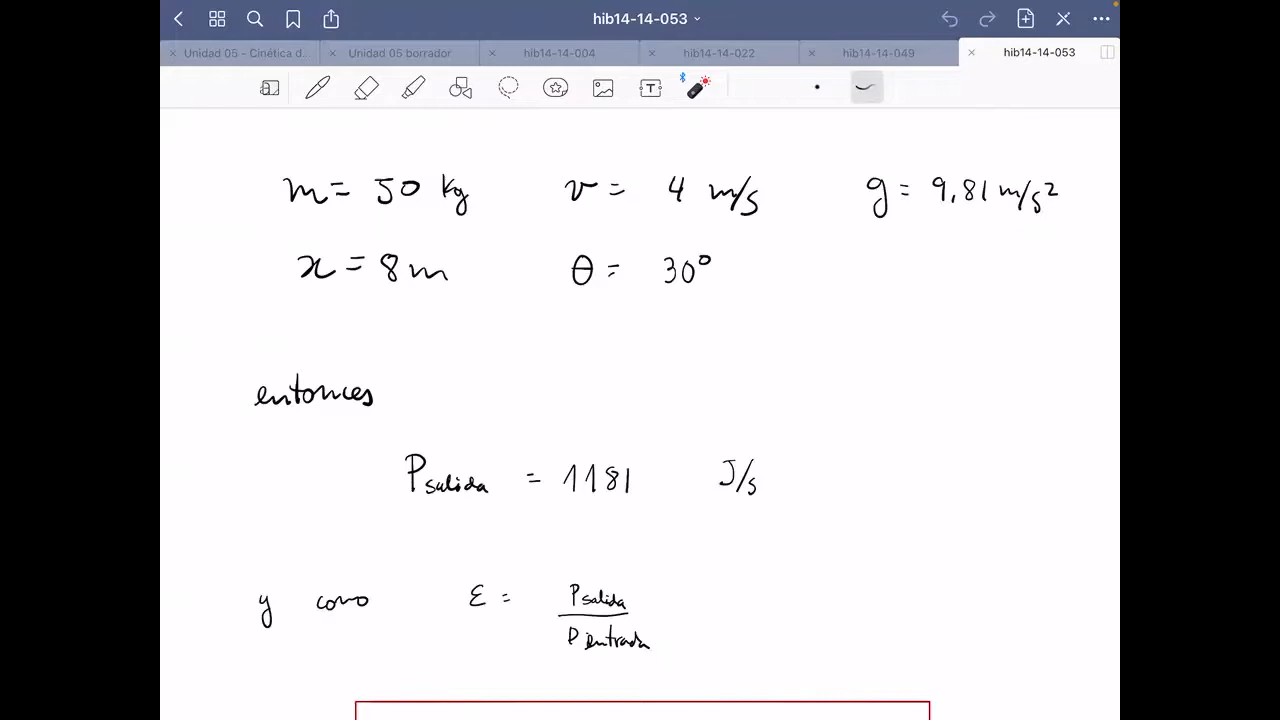 hib14-14-053
Unidad 05 - Cinética d... Unidad 05 borrador hib14-14-004 hib14-14-022 hib14-14-049 hib14-14-053
m = 50 kg v = 4 m/s g = 9,81 m/s²
x = 8 m θ = 30°
entonces
Psalida = 1181 J/s
y como ε = Psalida
Pentrada